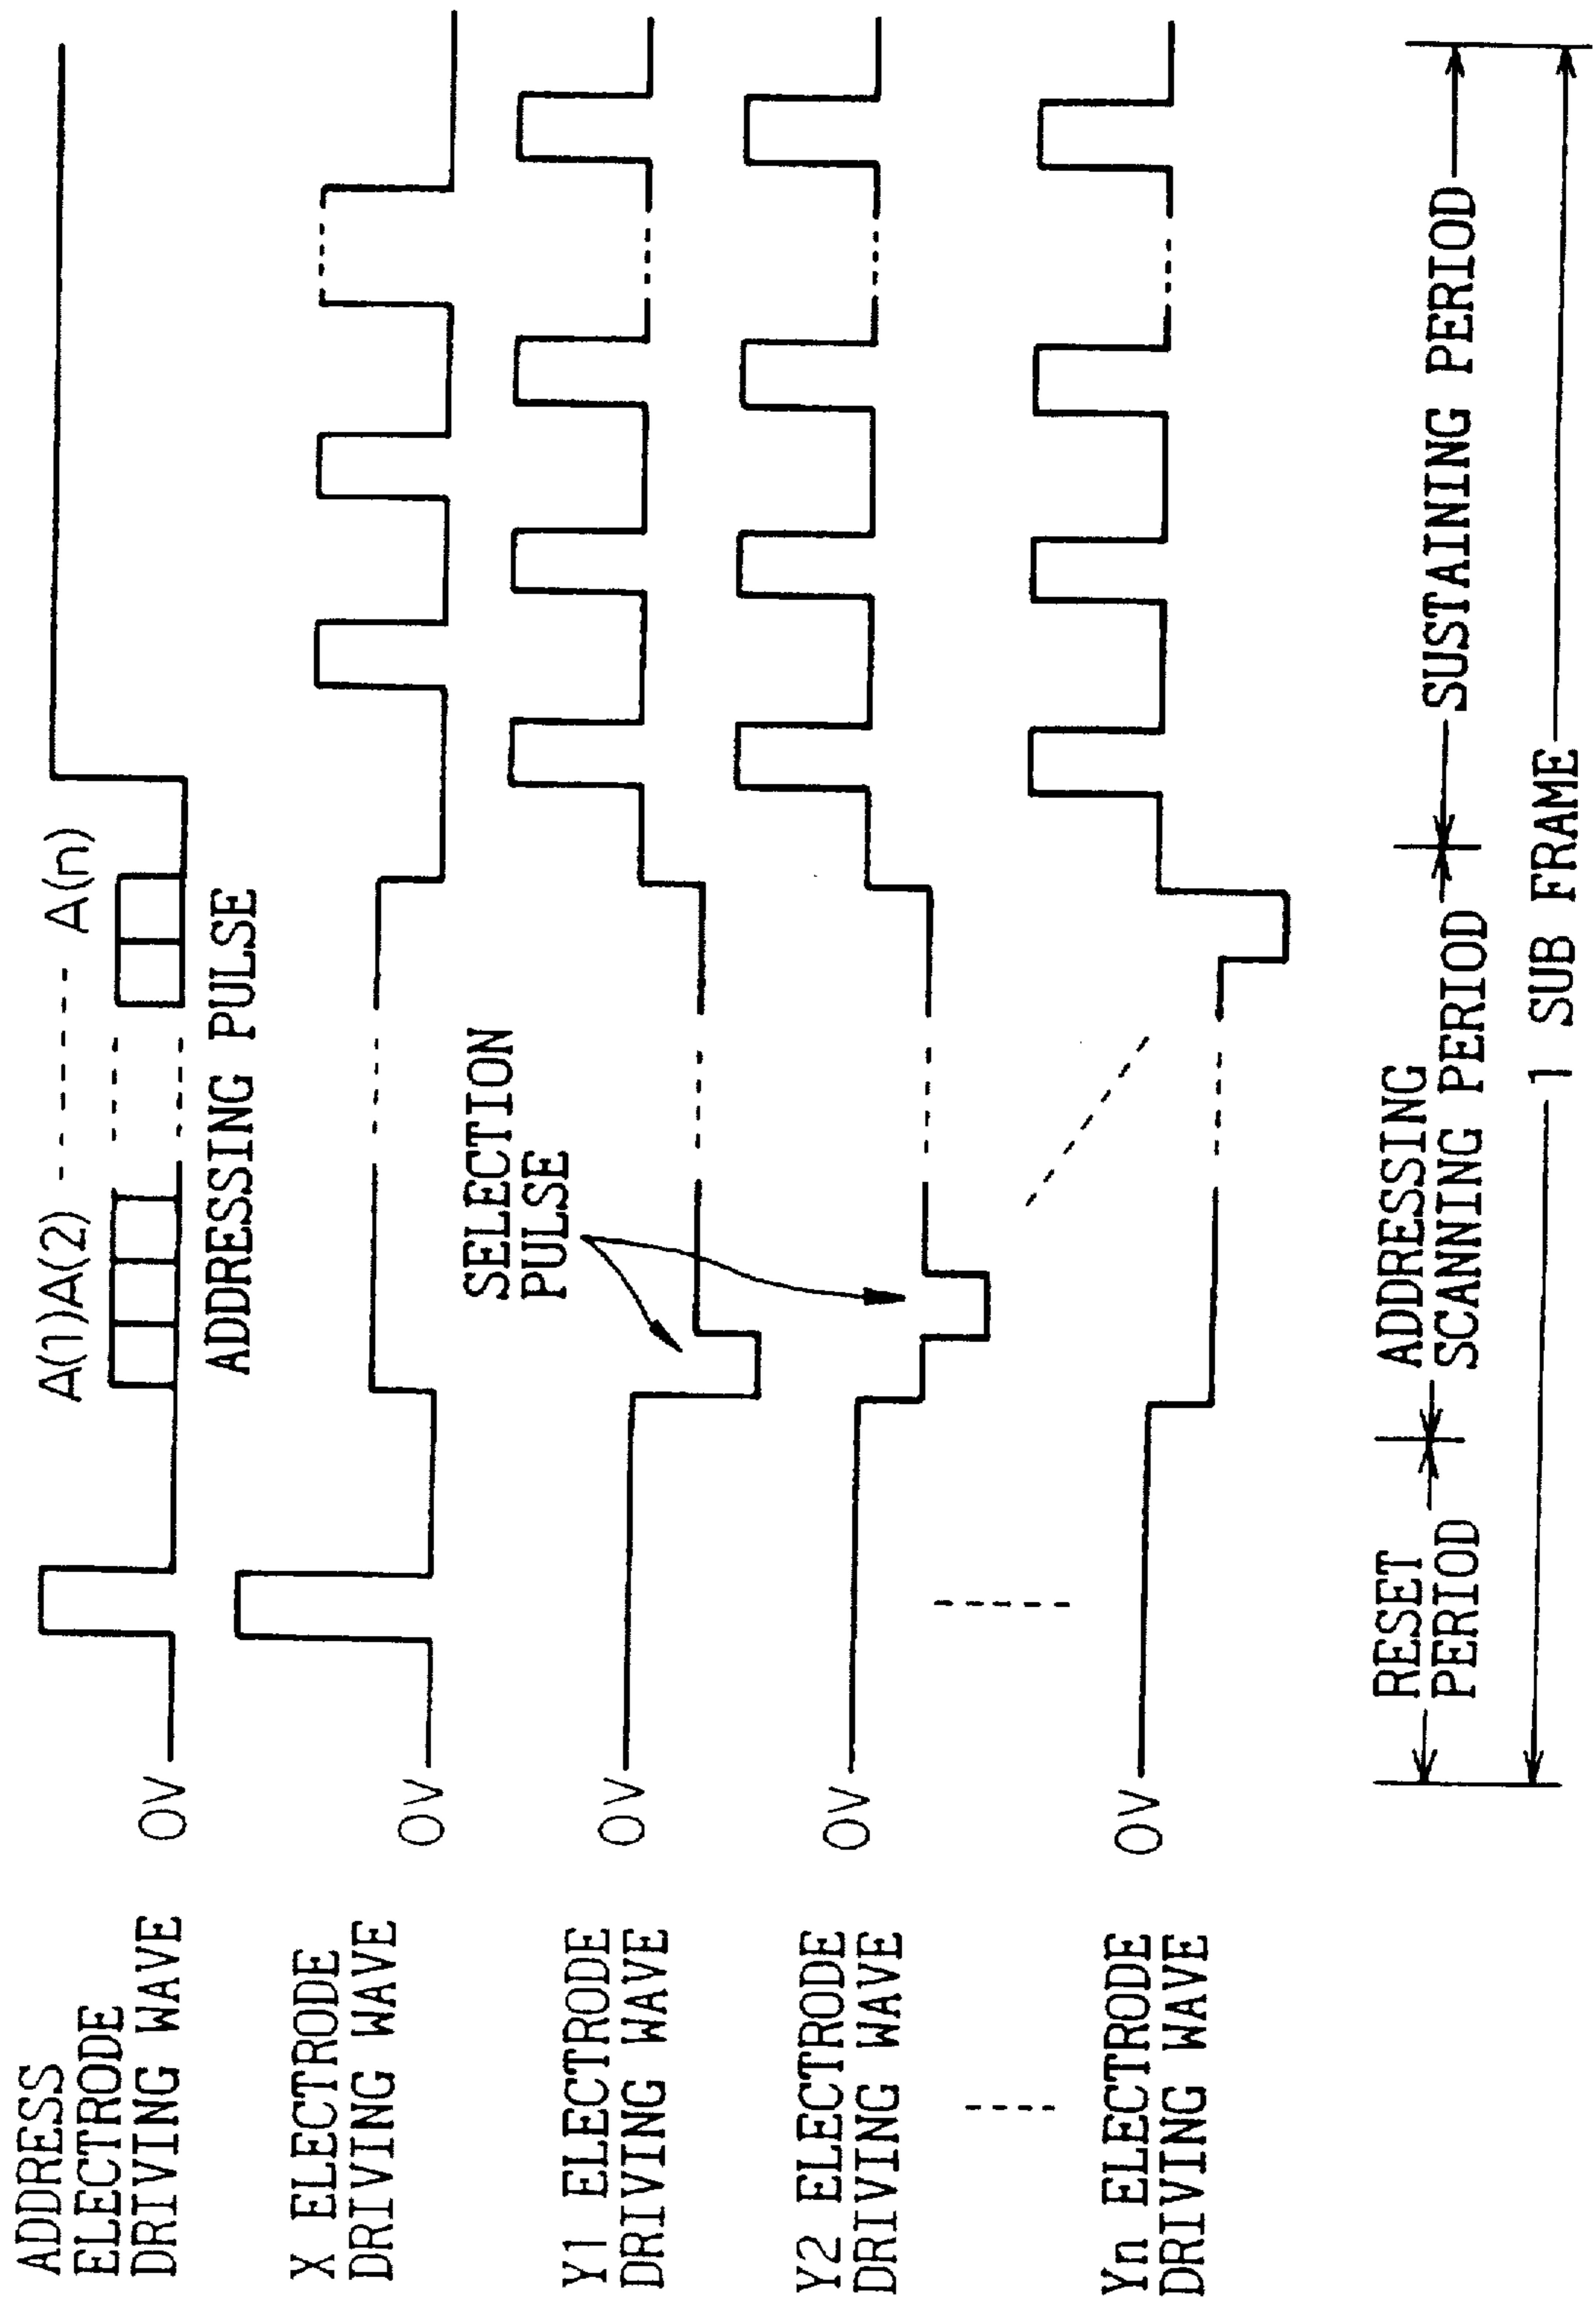 ADDRESS
ELECTRODE
DRIVING WAVE
0V
A(1)A(2)
A(n)
ADDRESSING PULSE
X ELECTRODE
DRIVING WAVE
0V
SELECTION
PULSE
Y1 ELECTRODE
DRIVING WAVE
0V
Y2 ELECTRODE
DRIVING WAVE
0V
Yn ELECTRODE
DRIVING WAVE
0V
RESET
PERIOD
ADDRESSING
SCANNING PERIOD
SUSTAINING PERIOD
1 SUB FRAME